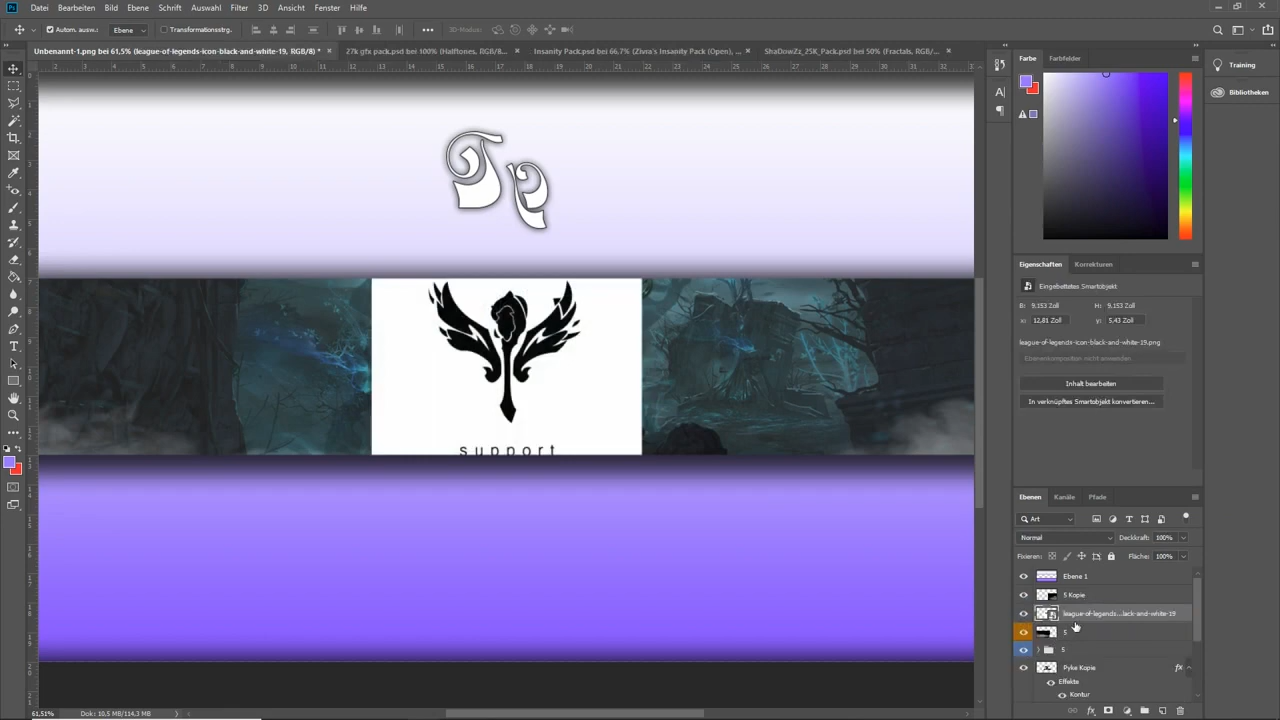 Datei Bearbeiten Bild Ebene Schrift Auswahl Filter 3D Ansicht Fenster Hilfe
Autom. ausw.: Ebene Transformationsstrg. 3D-Modus:
Unbenannt-1.png bei 61,5% (league-of-legends-icon-black-and-white-19, RGB/8) * 27k gfx pack.psd bei 100% (Halftones, RGB/8... Insanity Pack.psd bei 66,7% (Zivra's Insanity Pack (Open), ... ShaDowZz_25K_Pack.psd bei 50% (Fractals, RGB/8...
Farbe Farbfelder
Training
Bibliotheken
Eigenschaften Korrekturen
Eingebettetes Smartobjekt
B: 9,153 Zoll H: 9,153 Zoll
x: 12,81 Zoll y: 5,43 Zoll
league-of-legends-icon-black-and-white-19.png
Ebenenkomposition nicht anwenden
Inhalt bearbeiten
In verknüpftes Smartobjekt konvertieren...
support
Ebenen Kanäle Pfade
Art
Normal Deckkraft: 100%
Fixieren: Fläche: 100%
Ebene 1
5 Kopie
league-of-legends...lack-and-white-19
5
5
Pyke Kopie fx
Effekte
Kontur
61,51% Dok: 10,5 MB/114,3 MB